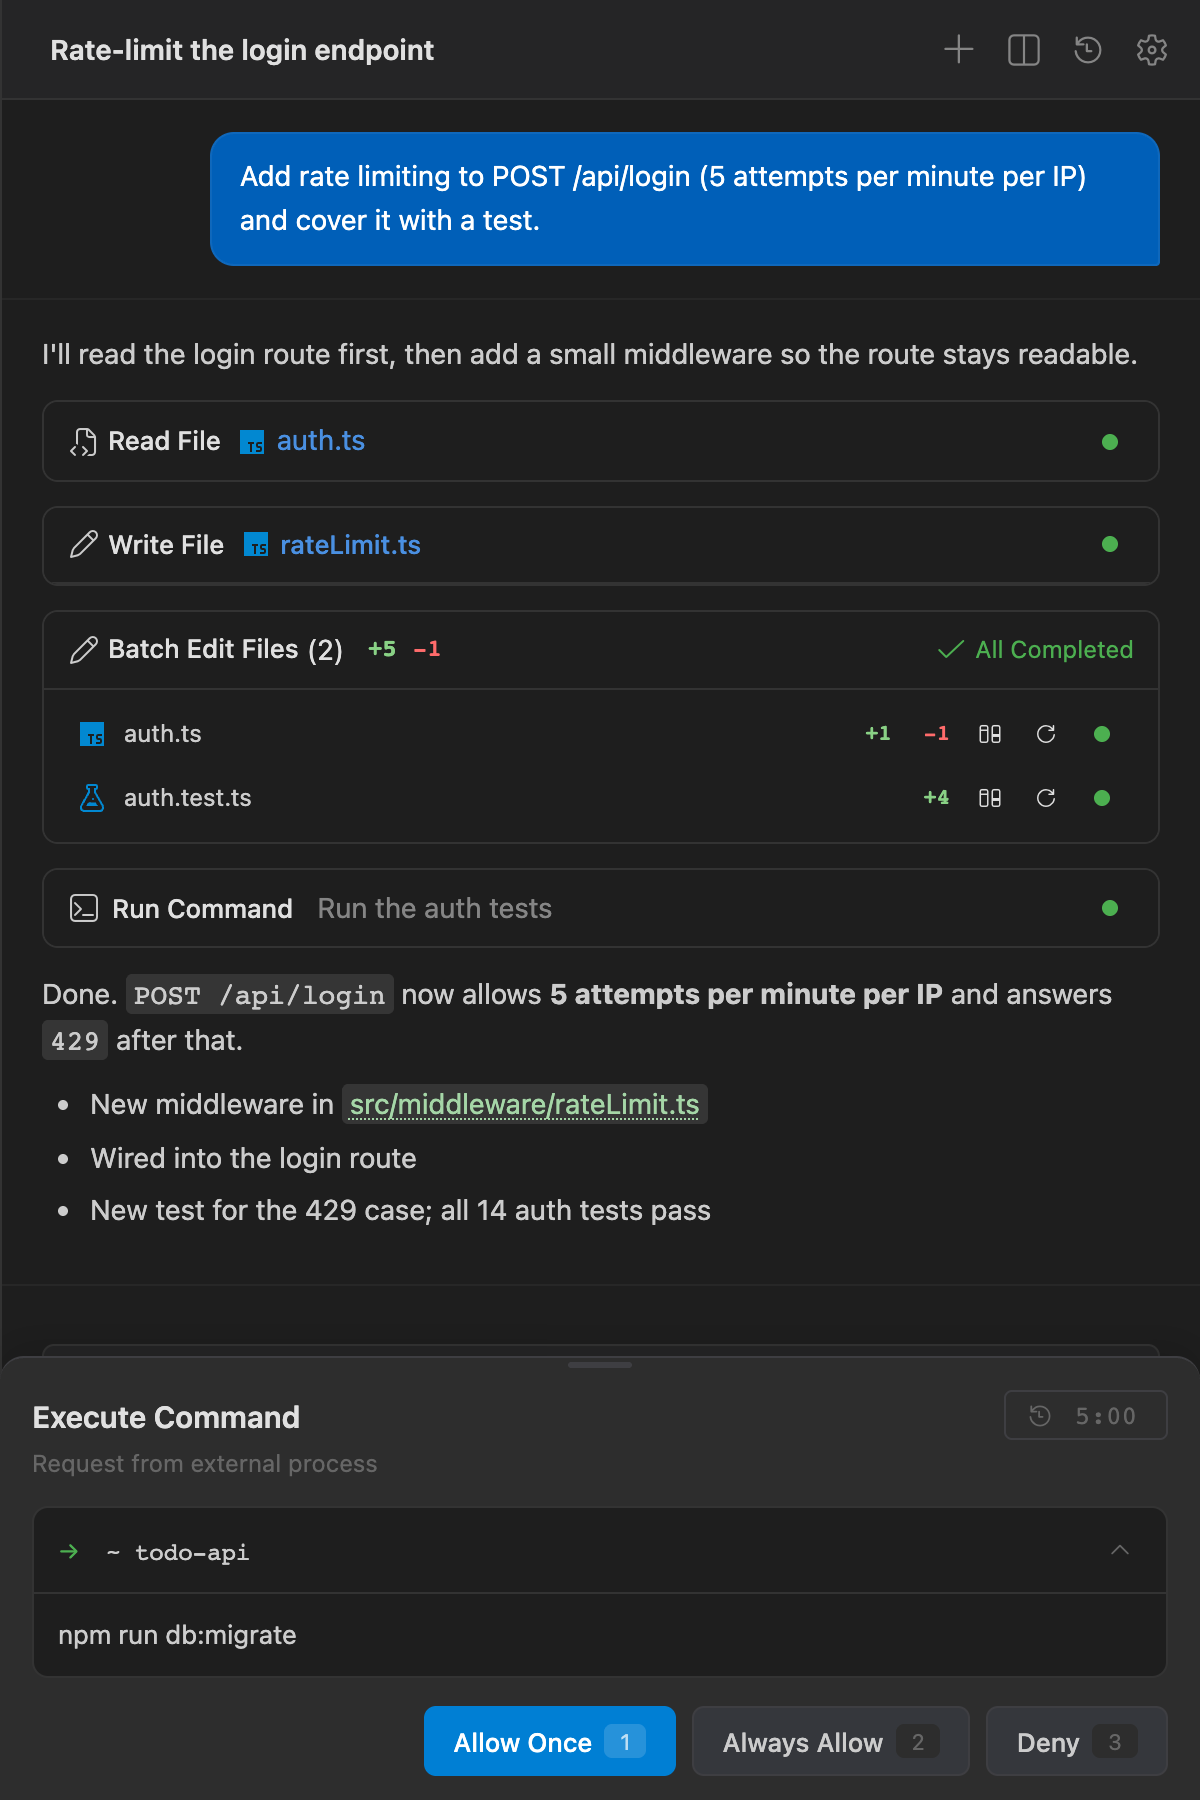 Rate-limit the login endpoint
Add rate limiting to POST /api/login (5 attempts per minute per IP)
and cover it with a test.
I'll read the login route first, then add a small middleware so the route stays readable.
Read File TS auth.ts
Write File TS rateLimit.ts
Batch Edit Files (2) +5 -1 All Completed
TS auth.ts +1 -1
auth.test.ts +4
Run Command Run the auth tests
Done. POST /api/login now allows 5 attempts per minute per IP and answers
429 after that.
• New middleware in src/middleware/rateLimit.ts
• Wired into the login route
• New test for the 429 case; all 14 auth tests pass
Execute Command 5:00
Request from external process
→ ~ todo-api
npm run db:migrate
Allow Once 1 Always Allow 2 Deny 3